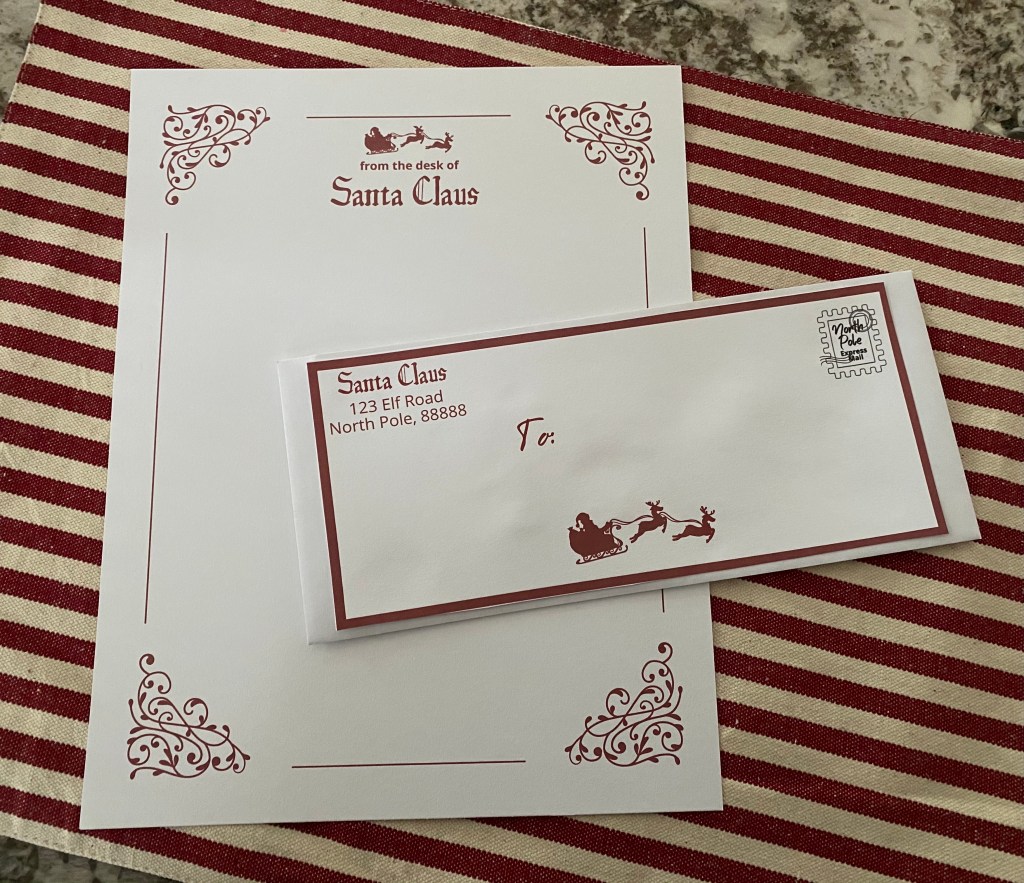 from the desk of
Santa Claus
Santa Claus
123 Elf Road
North Pole, 88888
To:
North
Pole
Express
Mail